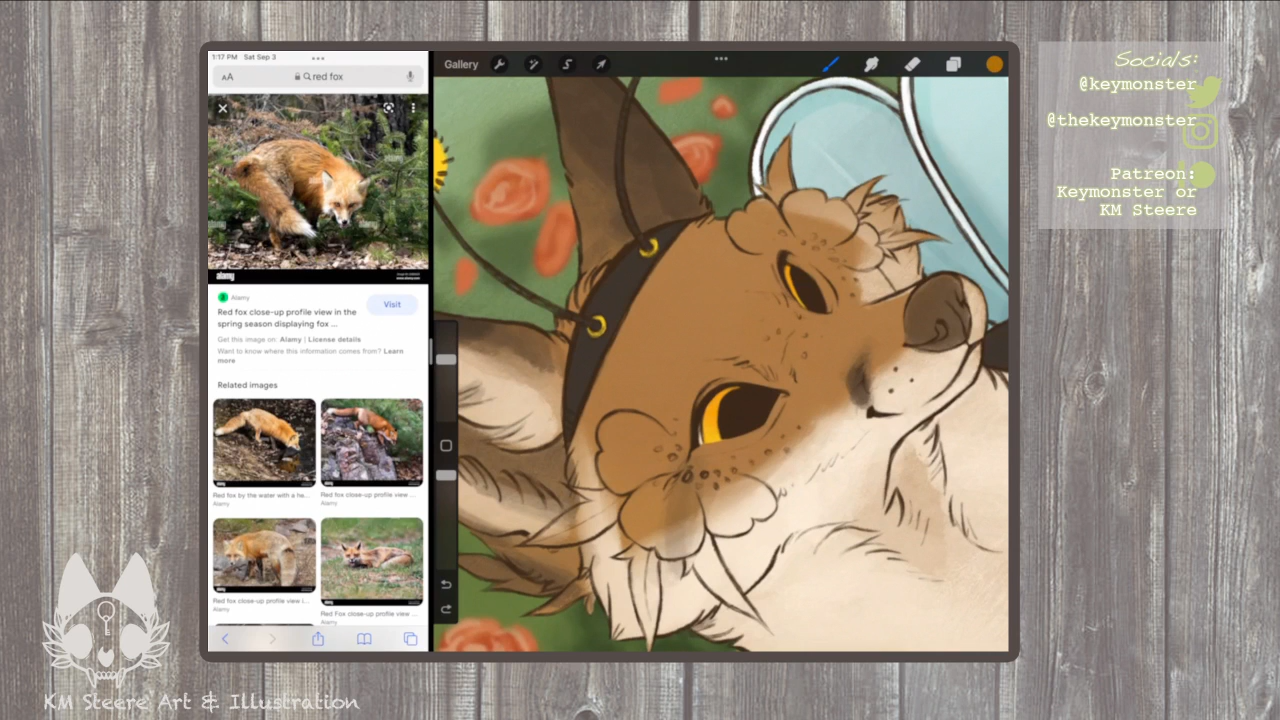 1:17 PM Sat Sep 3
AA
red fox
alamy
Alamy
Visit
Red fox close-up profile view in the
spring season displaying fox ...
Get this image on: Alamy | License details
Want to know where this information comes from? Learn
more
Related images
Red fox by the water with a he...
Alamy
Red fox close-up profile view ...
Alamy
Red fox close-up profile view i...
Alamy
Red Fox close-up profile view ...
Alamy
Gallery
Socials:
@keymonster
@thekeymonster
Patreon:
Keymonster or
KM Steere
KM Steere Art & Illustration